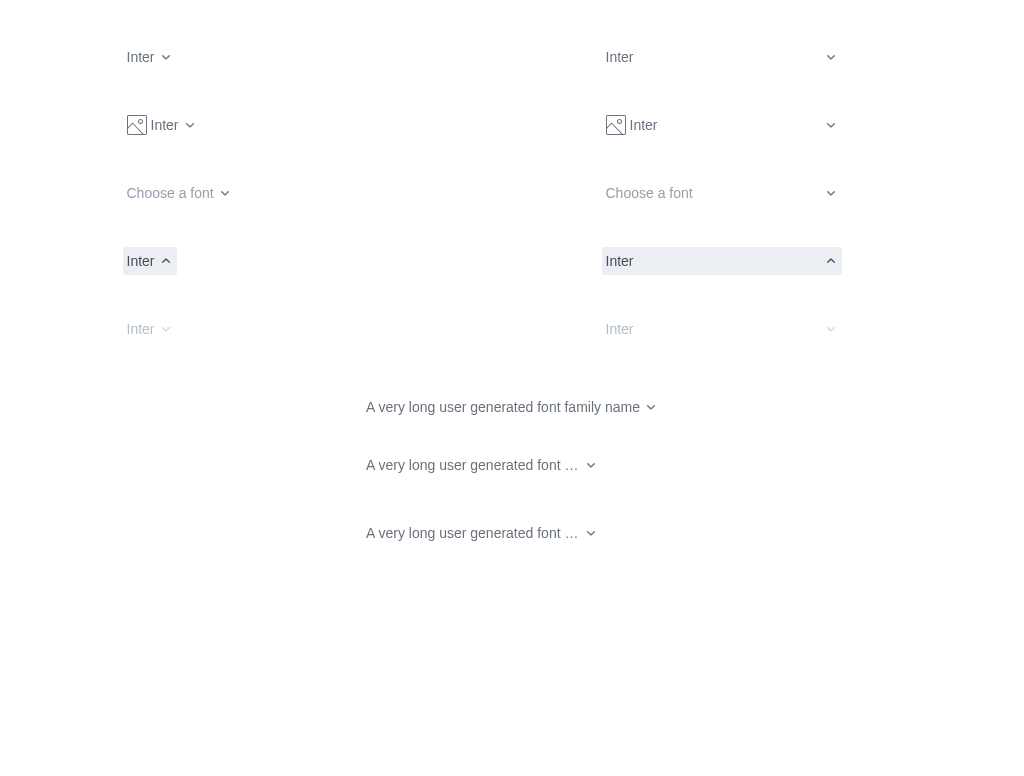 Inter
Inter
Inter
Inter
Choose a font
Choose a font
Inter
Inter
Inter
Inter
A very long user generated font family name
A very long user generated font …
A very long user generated font …